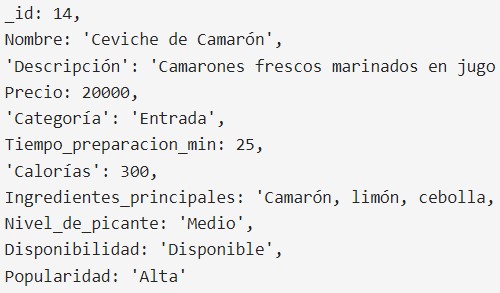 _id: 14,
Nombre: 'Ceviche de Camarón',
'Descripción': 'Camarones frescos marinados en jugo
Precio: 20000,
'Categoría': 'Entrada',
Tiempo_preparacion_min: 25,
'Calorías': 300,
Ingredientes_principales: 'Camarón, limón, cebolla,
Nivel_de_picante: 'Medio',
Disponibilidad: 'Disponible',
Popularidad: 'Alta'